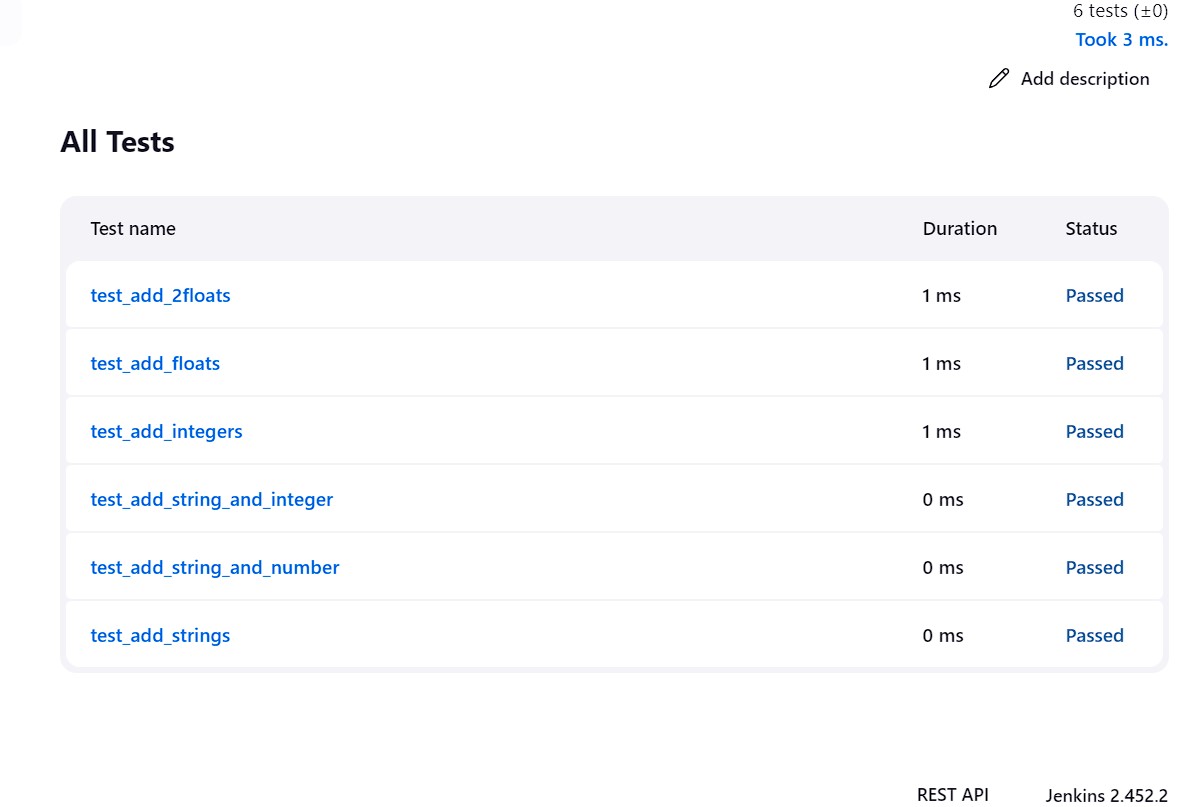 6 tests (±0)
Took 3 ms.
Add description
All Tests
Test name Duration Status
test_add_2floats 1 ms Passed
test_add_floats 1 ms Passed
test_add_integers 1 ms Passed
test_add_string_and_integer 0 ms Passed
test_add_string_and_number 0 ms Passed
test_add_strings 0 ms Passed
REST API Jenkins 2.452.2